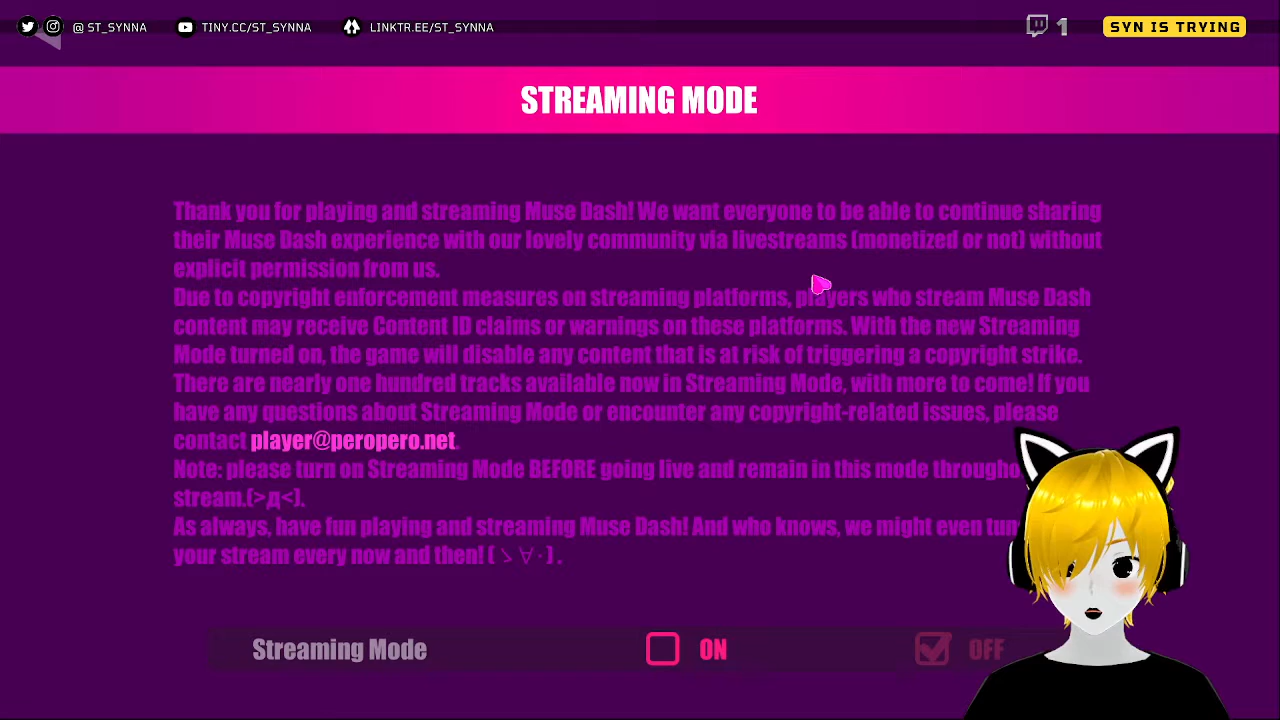 @ST_SYNNA TINY.CC/ST_SYNNA LINKTR.EE/ST_SYNNA 1 SYN IS TRYING
STREAMING MODE
Thank you for playing and streaming Muse Dash! We want everyone to be able to continue sharing
their Muse Dash experience with our lovely community via livestreams (monetized or not) without
explicit permission from us.
Due to copyright enforcement measures on streaming platforms, players who stream Muse Dash
content may receive Content ID claims or warnings on these platforms. With the new Streaming
Mode turned on, the game will disable any content that is at risk of triggering a copyright strike.
There are nearly one hundred tracks available now in Streaming Mode, with more to come! If you
have any questions about Streaming Mode or encounter any copyright-related issues, please
contact player@peropero.net.
Note: please turn on Streaming Mode BEFORE going live and remain in this mode
stream.(>д<).
As always, have fun playing and streaming Muse Dash! And who knows, we might even
your stream every now and then! (ゝ∀·) .
Streaming Mode ON OFF